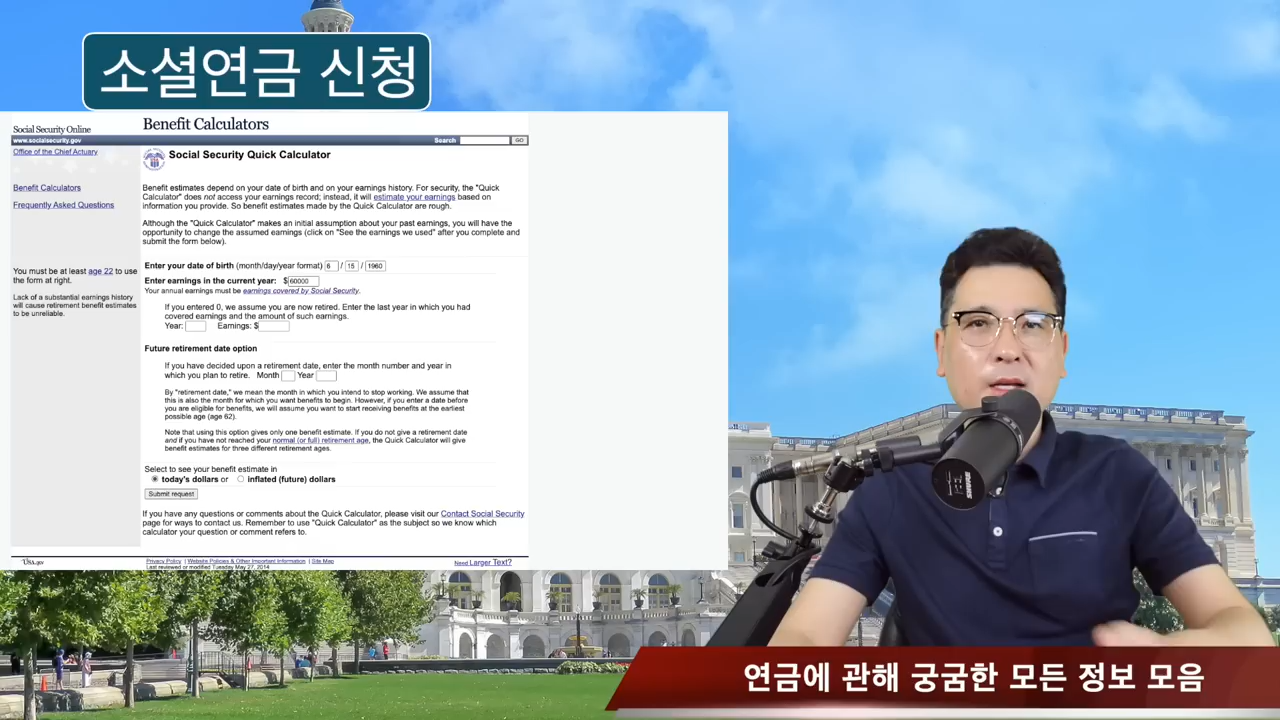 소셜연금 신청
Social Security Online
Benefit Calculators
www.socialsecurity.gov
Search
GO
Office of the Chief Actuary
Social Security Quick Calculator
Benefit Calculators
Frequently Asked Questions
Benefit estimates depend on your date of birth and on your earnings history. For security, the "Quick
Calculator" does not access your earnings record; instead, it will estimate your earnings based on
information you provide. So benefit estimates made by the Quick Calculator are rough.
Although the "Quick Calculator" makes an initial assumption about your past earnings, you will have the
opportunity to change the assumed earnings (click on "See the earnings we used" after you complete and
submit the form below).
You must be at least age 22 to use
the form at right.
Lack of a substantial earnings history
will cause retirement benefit estimates
to be unreliable.
Enter your date of birth (month/day/year format) 6 / 15 / 1960
Enter earnings in the current year: $ 60000
Your annual earnings must be earnings covered by Social Security.
If you entered 0, we assume you are now retired. Enter the last year in which you had
covered earnings and the amount of such earnings.
Year: Earnings: $
Future retirement date option
If you have decided upon a retirement date, enter the month number and year in
which you plan to retire. Month Year
By "retirement date," we mean the month in which you intend to stop working. We assume that
this is also the month for which you want benefits to begin. However, if you enter a date before
you are eligible for benefits, we will assume you want to start receiving benefits at the earliest
possible age (age 62).
Note that using this option gives only one benefit estimate. If you do not give a retirement date
and if you have not reached your normal (or full) retirement age, the Quick Calculator will give
benefit estimates for three different retirement ages.
Select to see your benefit estimate in
today's dollars or inflated (future) dollars
Submit request
If you have any questions or comments about the Quick Calculator, please visit our Contact Social Security
page for ways to contact us. Remember to use "Quick Calculator" as the subject so we know which
calculator your question or comment refers to.
USA.gov
Privacy Policy | Website Policies & Other Important Information | Site Map
Last reviewed or modified Tuesday May 27, 2014
Need Larger Text?
SHURE
연금에 관해 궁굼한 모든 정보 모음